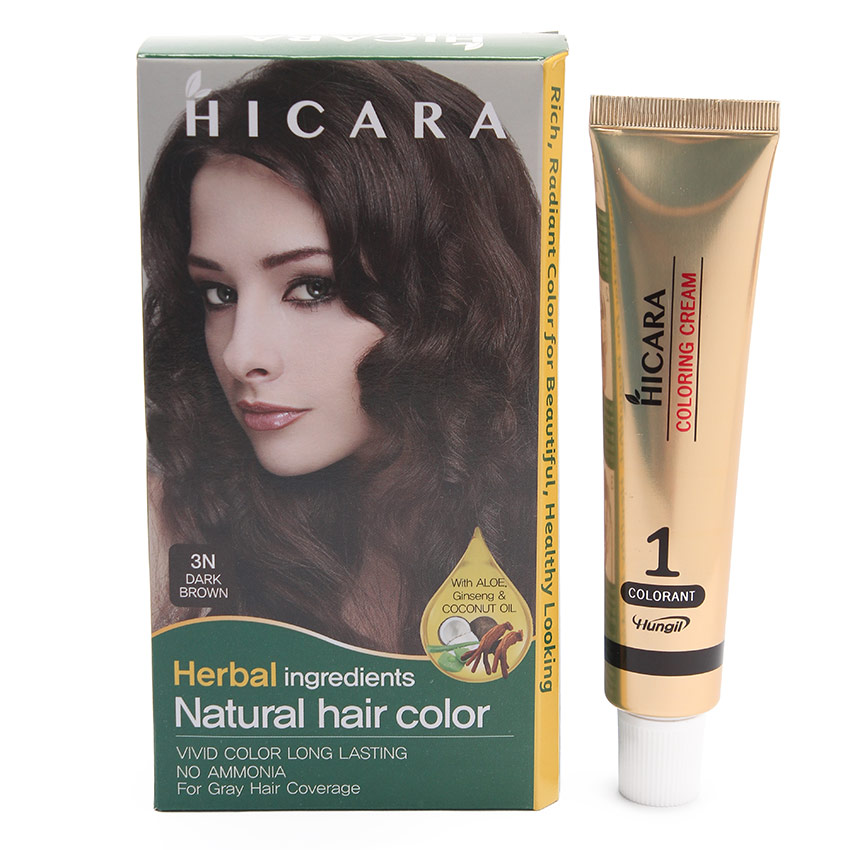 HICARA
HICARA
Rich, Radiant Color for Beautiful, Healthy Looking
3N
DARK
BROWN
With ALOE,
Ginseng &
COCONUT OIL
Herbal ingredients
Natural hair color
VIVID COLOR LONG LASTING
NO AMMONIA
For Gray Hair Coverage
HICARA
COLORING CREAM
1
COLORANT
Hungil